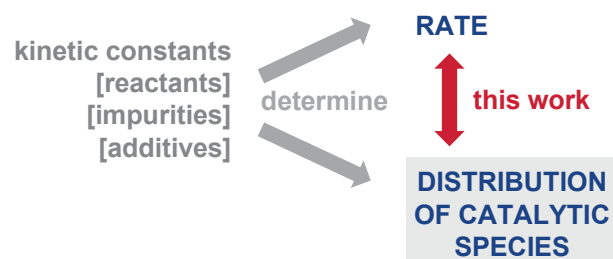 kinetic constants
[reactants]
[impurities]
[additives]
determine
RATE
this work
DISTRIBUTION
OF CATALYTIC
SPECIES